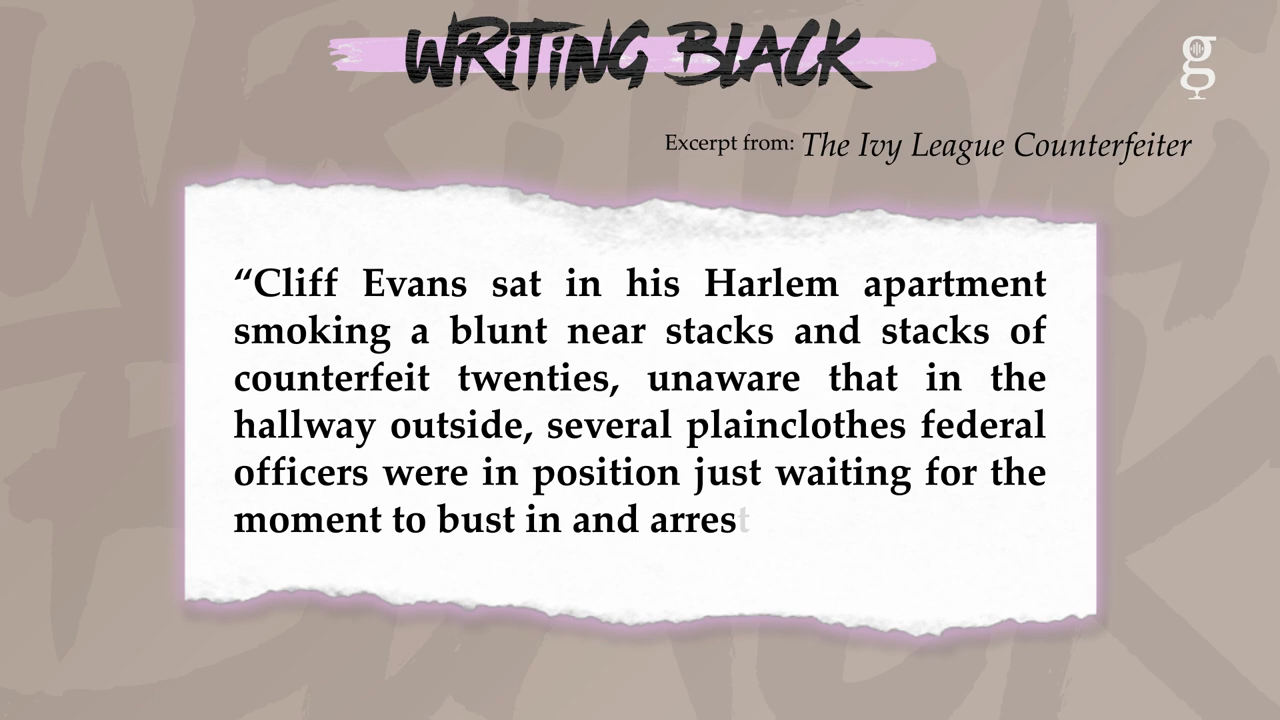 WRITING BLACK
g
Excerpt from: The Ivy League Counterfeiter
“Cliff Evans sat in his Harlem apartment
smoking a blunt near stacks and stacks of
counterfeit twenties, unaware that in the
hallway outside, several plainclothes federal
officers were in position just waiting for the
moment to bust in and arrest